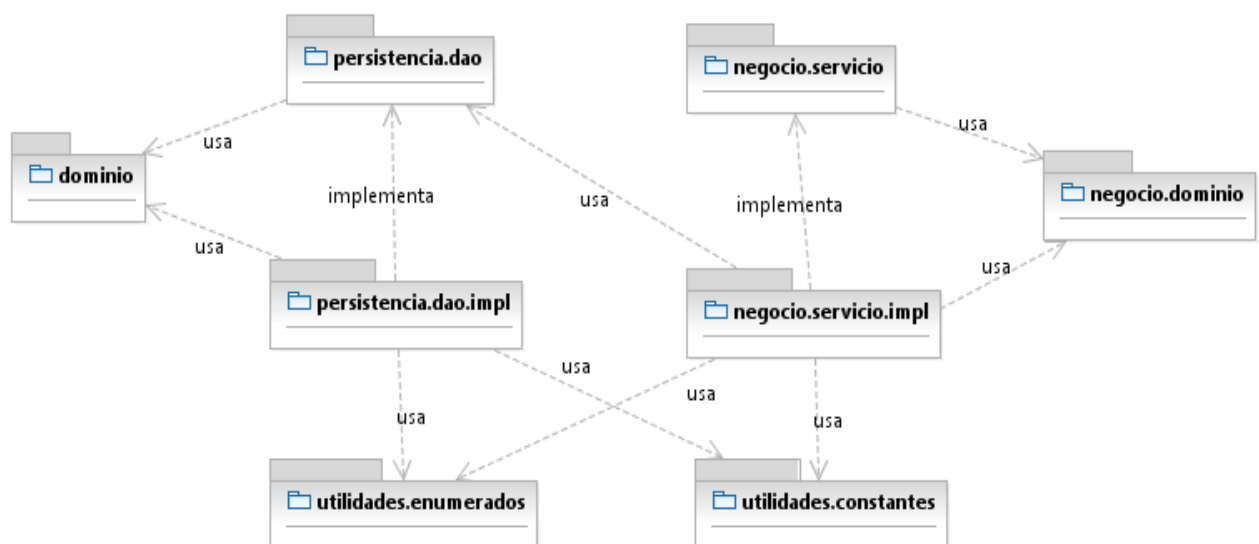 persistencia.dao
negocio.servicio
usa
usa
dominio
negocio.dominio
implementa
usa
implementa
usa
usa
persistencia.dao.impl
negocio.servicio.impl
usa
usa
usa
usa
utilidades.enumerados
utilidades.constantes